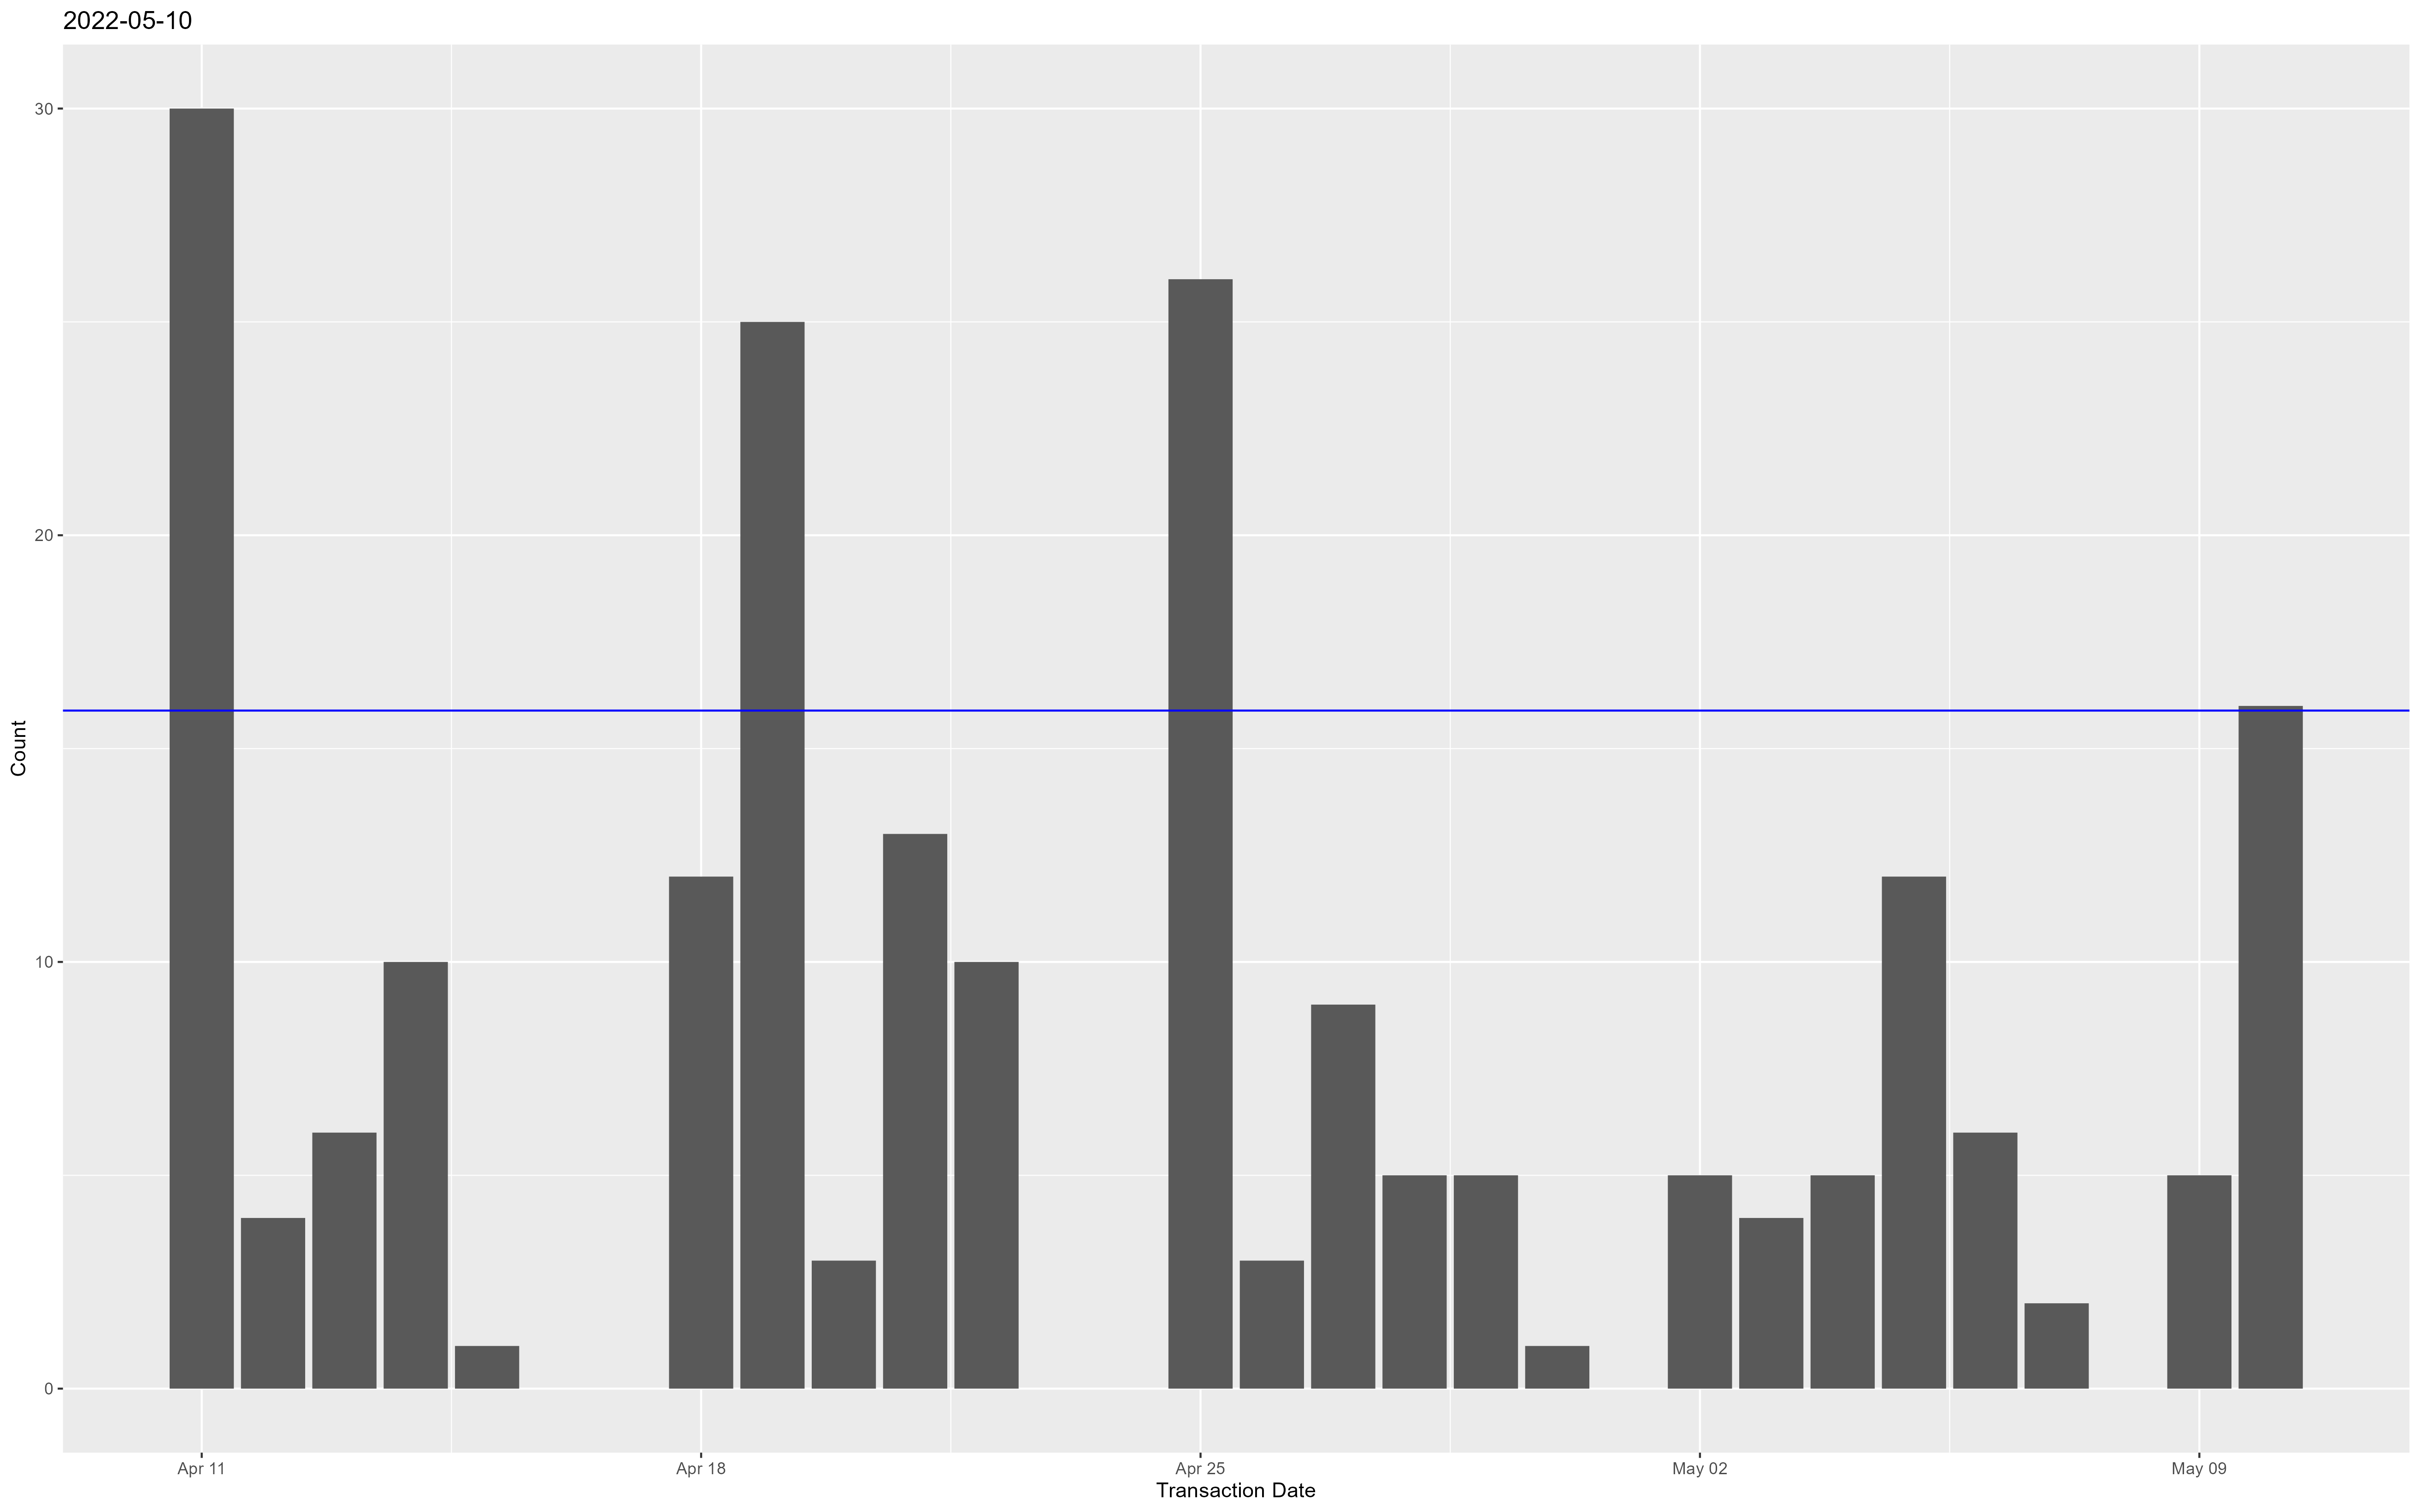 2022-05-10
30
20
10
0
Count
Apr 11
Apr 18
Apr 25
May 02
May 09
Transaction Date